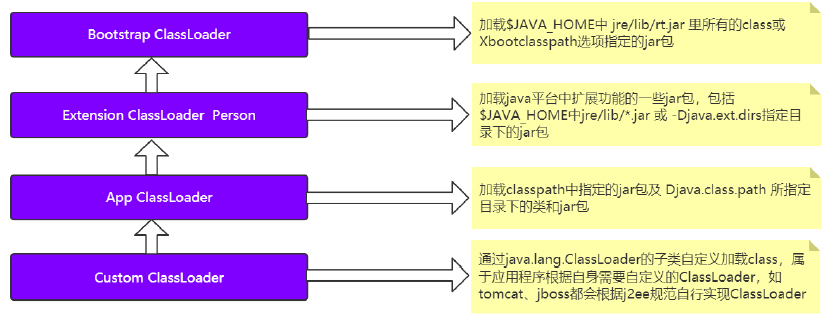 Bootstrap ClassLoader
加载$JAVA_HOME中 jre/lib/rt.jar 里所有的class或
Xbootclasspath选项指定的jar包
Extension ClassLoader Person
加载java平台中扩展功能的一些jar包，包括
$JAVA_HOME中jre/lib/*.jar 或 -Djava.ext.dirs指定目
录下的jar包
App ClassLoader
加载classpath中指定的jar包及 Djava.class.path 所指定
目录下的类和jar包
Custom ClassLoader
通过java.lang.ClassLoader的子类自定义加载class，属
于应用程序根据自身需要自定义的ClassLoader，如
tomcat、jboss都会根据j2ee规范自行实现ClassLoader